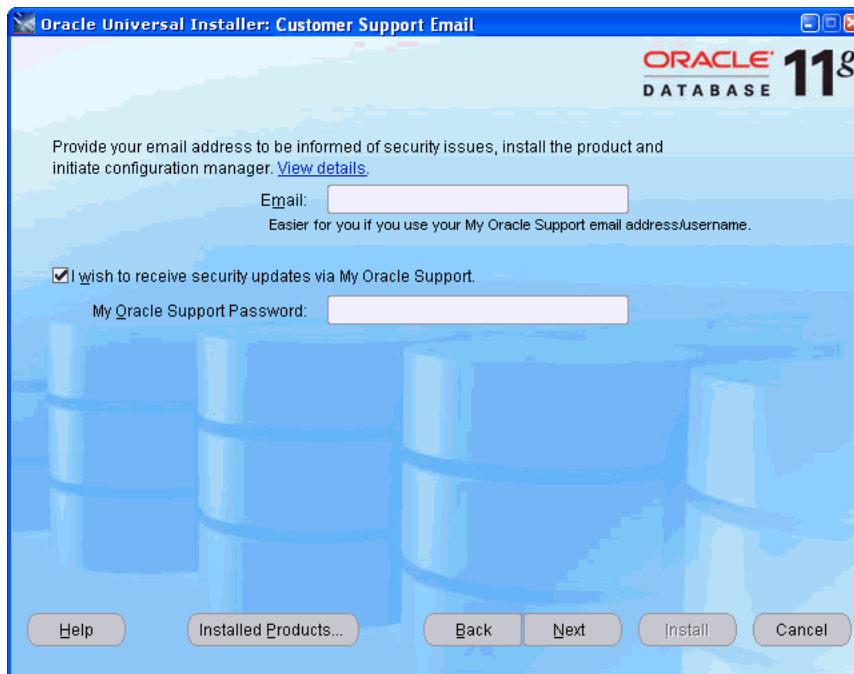 Oracle Universal Installer: Customer Support Email
ORACLE DATABASE 11g
Provide your email address to be informed of security issues, install the product and
initiate configuration manager. View details.
Email:
Easier for you if you use your My Oracle Support email address/username.
I wish to receive security updates via My Oracle Support.
My Oracle Support Password:
Help Installed Products... Back Next Install Cancel